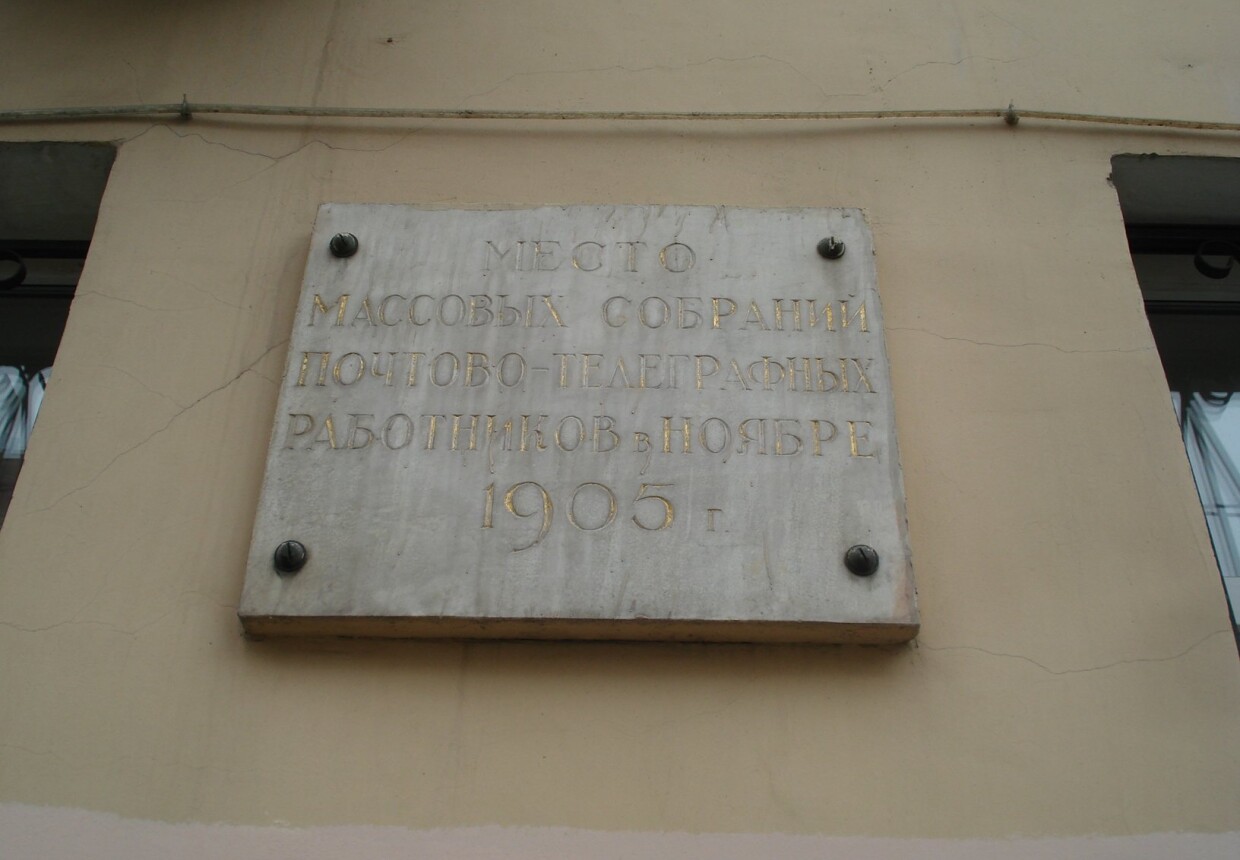 МЕСТО
МАССОВЫХ СОБРАНИЙ
ПОЧТОВО-ТЕЛЕГРАФНЫХ
РАБОТНИКОВ в НОЯБРЕ
1905 г.